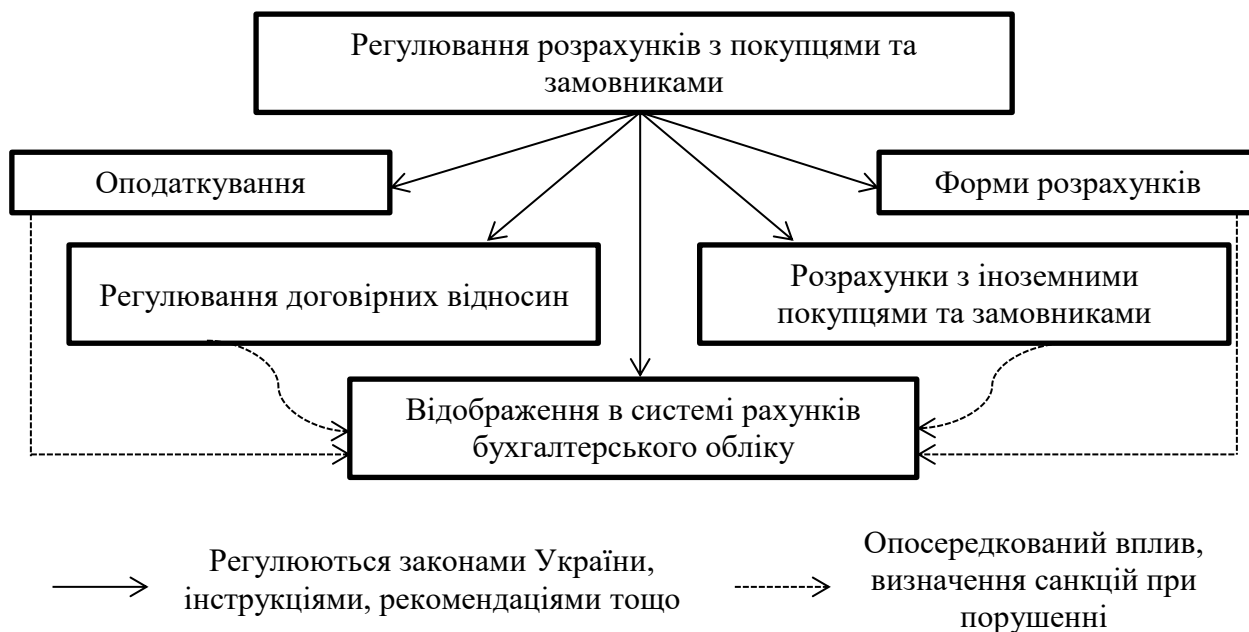 Регулювання розрахунків з покупцями та
замовниками
Оподаткування
Форми розрахунків
Регулювання договірних відносин
Розрахунки з іноземними
покупцями та замовниками
Відображення в системі рахунків
бухгалтерського обліку
Регулюються законами України,
інструкціями, рекомендаціями тощо
Опосередкований вплив,
визначення санкцій при
порушенні